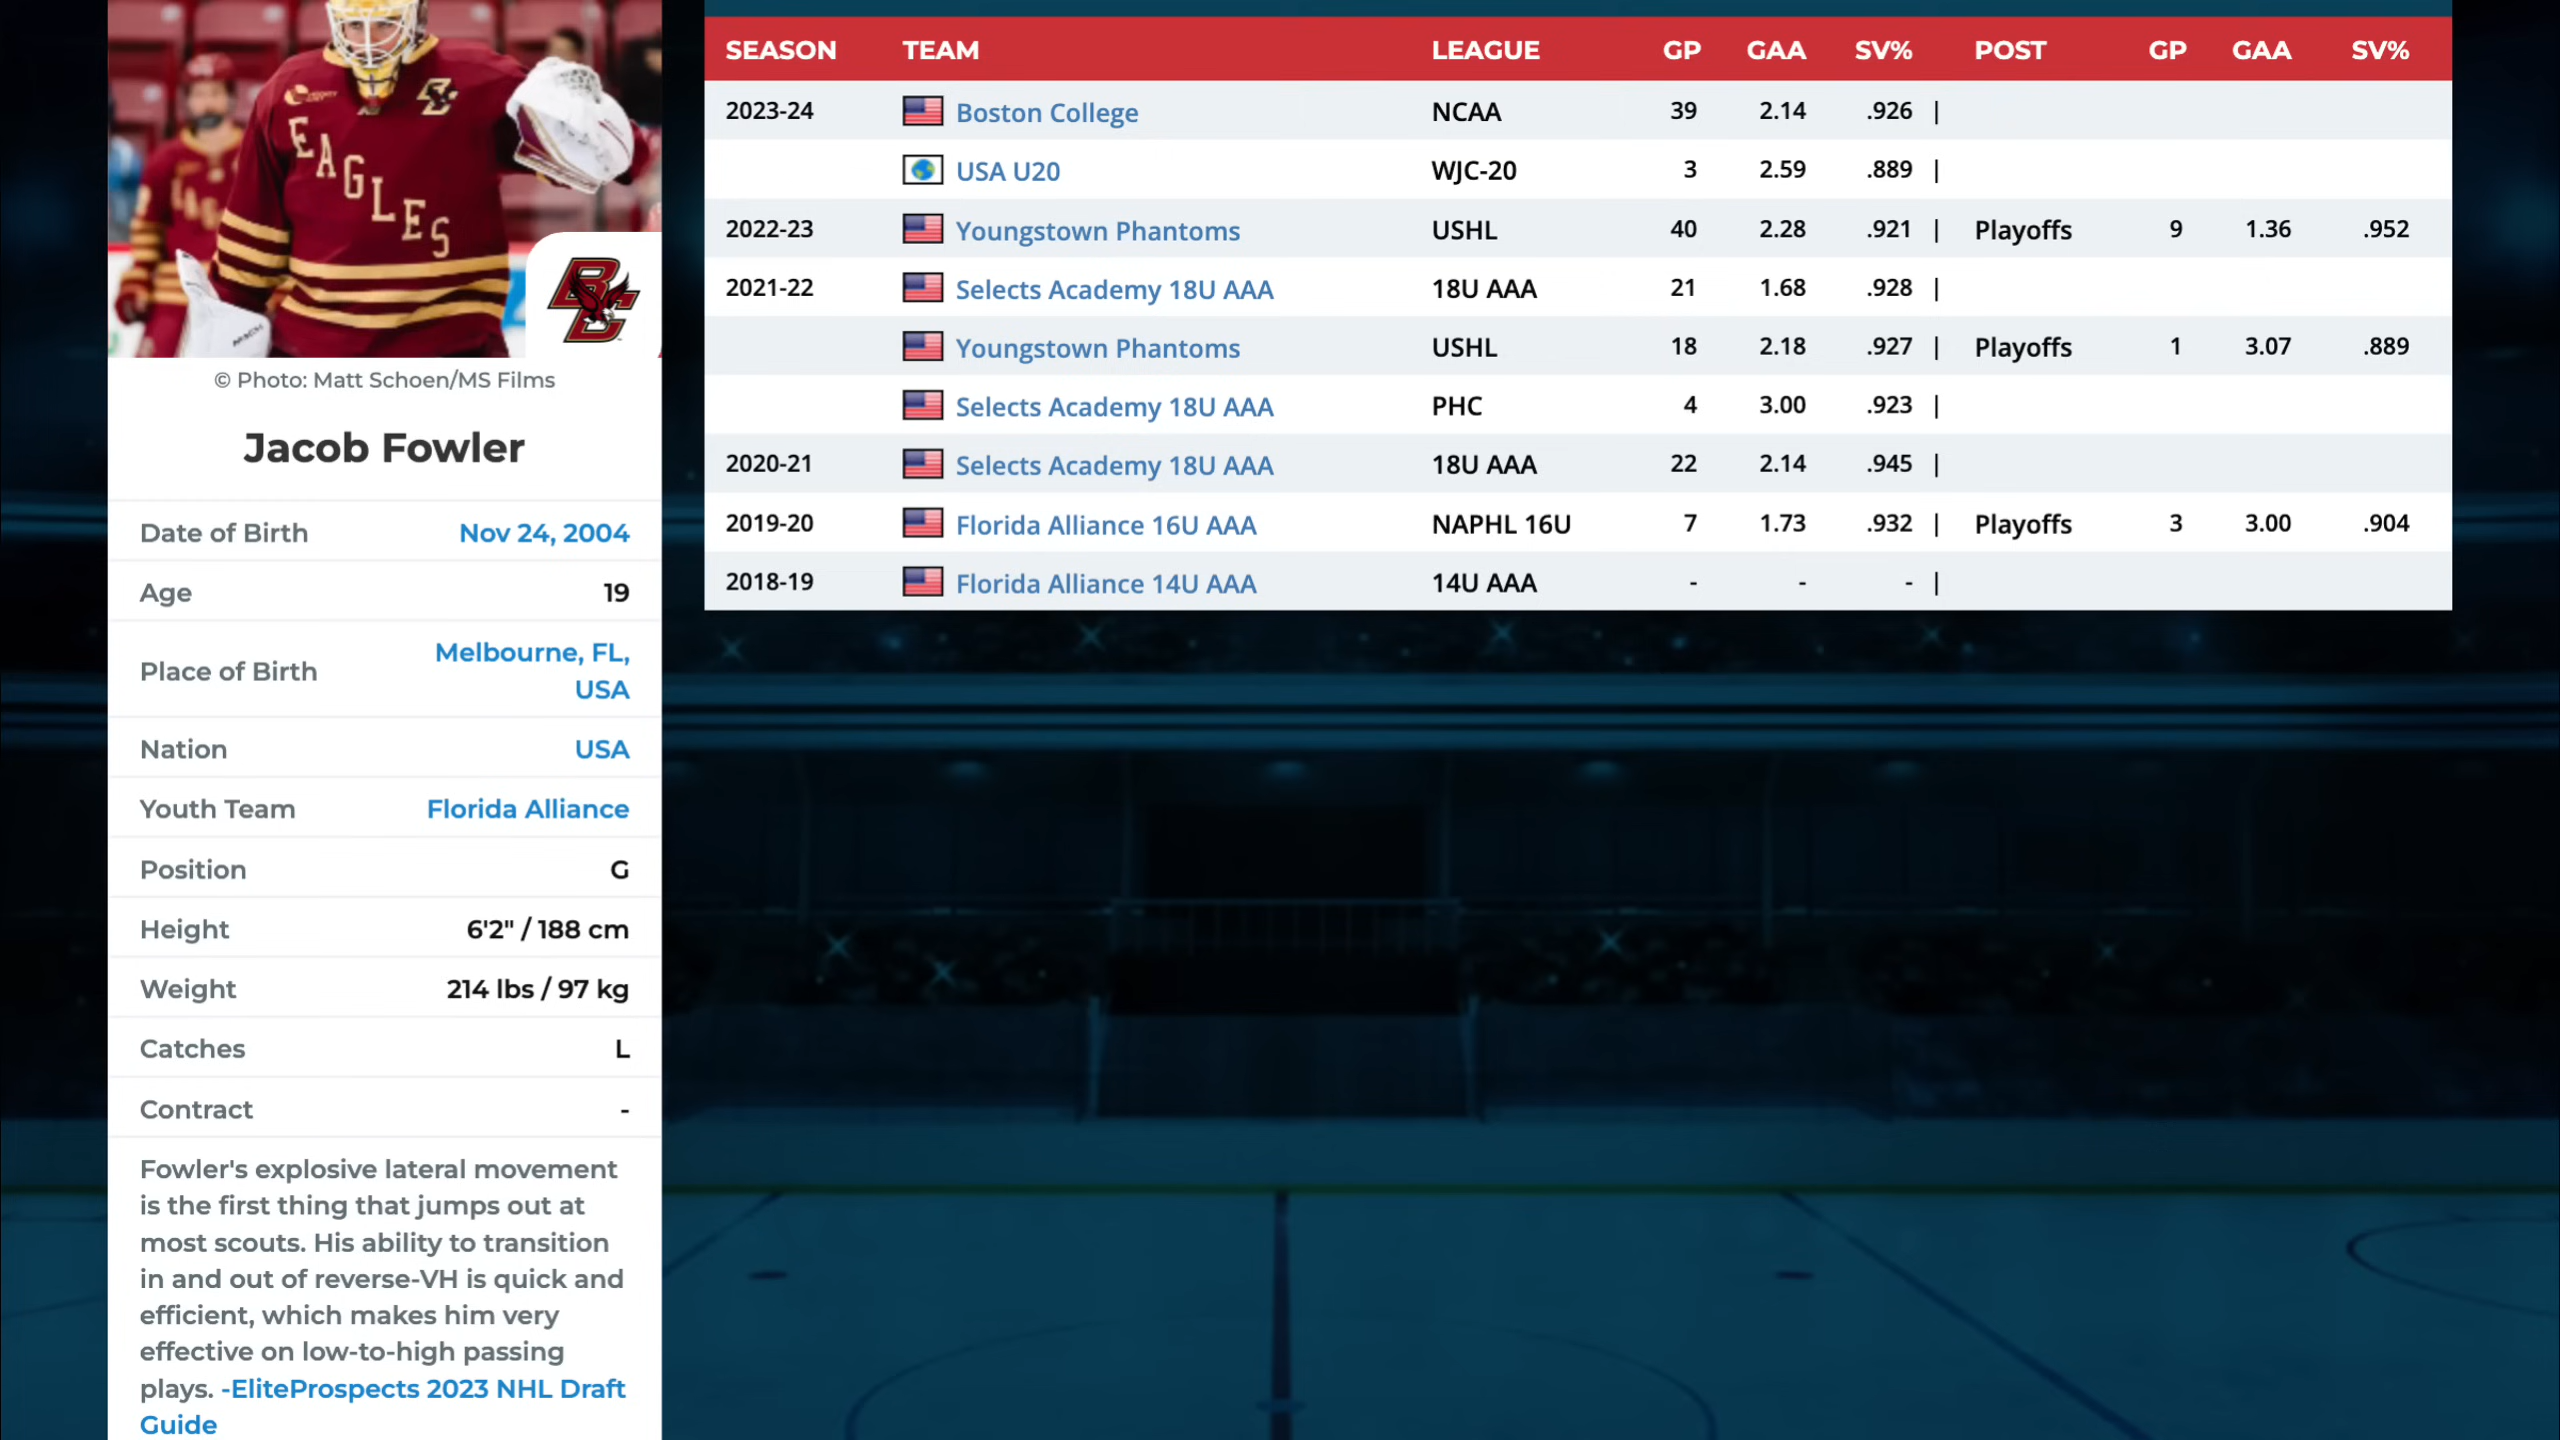 EAGLES
BC
© Photo: Matt Schoen/MS Films
Jacob Fowler
Date of Birth Nov 24, 2004
Age 19
Place of Birth Melbourne, FL,
USA
Nation USA
Youth Team Florida Alliance
Position G
Height 6'2" / 188 cm
Weight 214 lbs / 97 kg
Catches L
Contract -
Fowler's explosive lateral movement
is the first thing that jumps out at
most scouts. His ability to transition
in and out of reverse-VH is quick and
efficient, which makes him very
effective on low-to-high passing
plays. -EliteProspects 2023 NHL Draft
Guide
SEASON TEAM LEAGUE GP GAA SV% POST GP GAA SV%
2023-24 Boston College NCAA 39 2.14 .926 |
USA U20 WJC-20 3 2.59 .889 |
2022-23 Youngstown Phantoms USHL 40 2.28 .921 | Playoffs 9 1.36 .952
2021-22 Selects Academy 18U AAA 18U AAA 21 1.68 .928 |
Youngstown Phantoms USHL 18 2.18 .927 | Playoffs 1 3.07 .889
Selects Academy 18U AAA PHC 4 3.00 .923 |
2020-21 Selects Academy 18U AAA 18U AAA 22 2.14 .945 |
2019-20 Florida Alliance 16U AAA NAPHL 16U 7 1.73 .932 | Playoffs 3 3.00 .904
2018-19 Florida Alliance 14U AAA 14U AAA - - - |